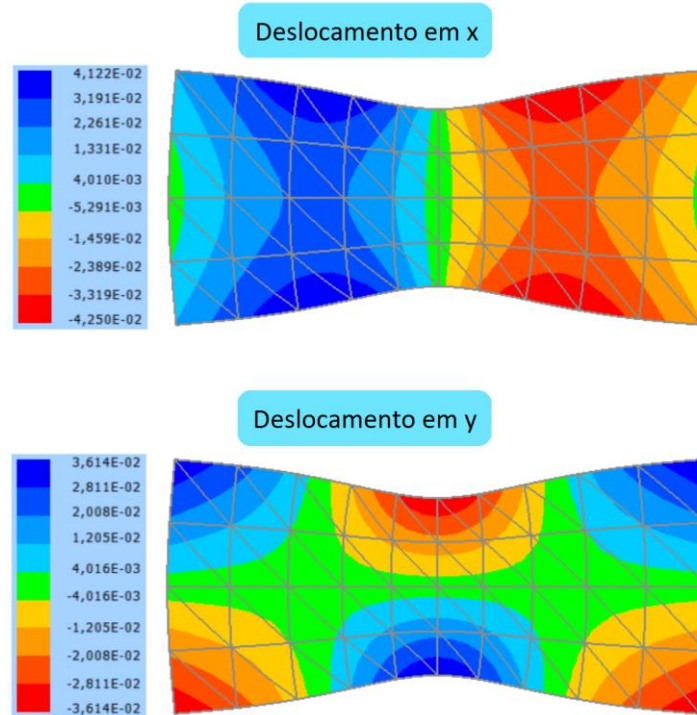 Deslocamento em x
4,122E-02
3,191E-02
2,261E-02
1,331E-02
4,010E-03
-5,291E-03
-1,459E-02
-2,389E-02
-3,319E-02
-4,250E-02
Deslocamento em y
3,614E-02
2,811E-02
2,008E-02
1,205E-02
4,016E-03
-4,016E-03
-1,205E-02
-2,008E-02
-2,811E-02
-3,614E-02